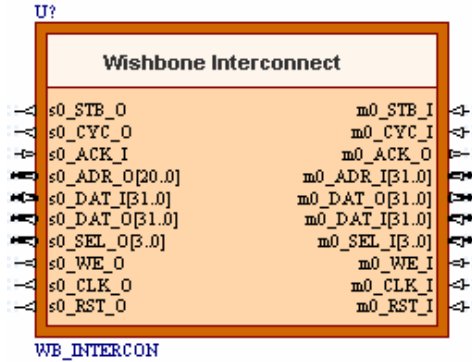 U?
Wishbone Interconnect
s0_STB_O m0_STB_I
s0_CYC_O m0_CYC_I
s0_ACK_I m0_ACK_O
s0_ADR_O[20..0] m0_ADR_I[31..0]
s0_DAT_I[31..0] m0_DAT_O[31..0]
s0_DAT_O[31..0] m0_DAT_I[31..0]
s0_SEL_O[3..0] m0_SEL_I[3..0]
s0_WE_O m0_WE_I
s0_CLK_O m0_CLK_I
s0_RST_O m0_RST_I
WB_INTERCON